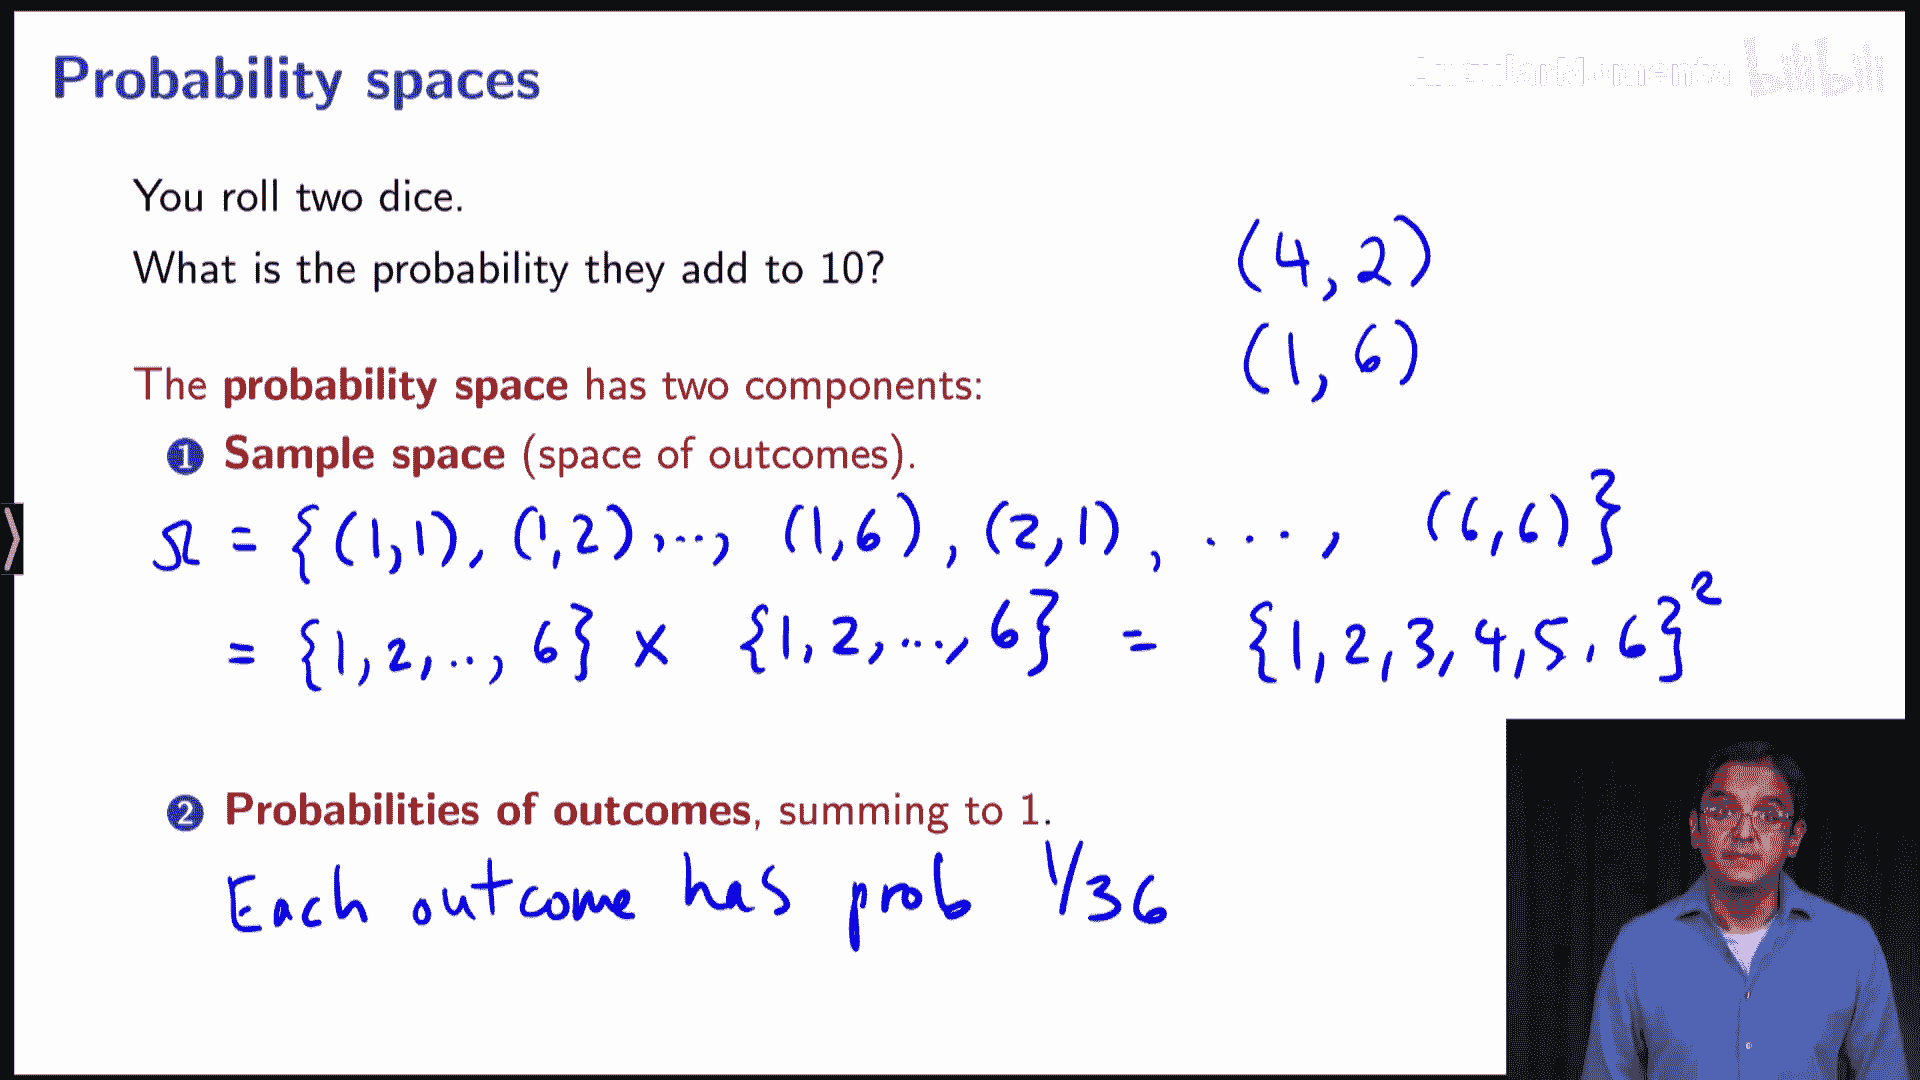 Probability spaces
bilibili
You roll two dice.
What is the probability they add to 10?
(4,2)
(1,6)
The probability space has two components:
1 Sample space (space of outcomes).
Ω = {(1,1), (1,2),..., (1,6), (2,1), ...., (6,6)}
= {1,2,..,6} x {1,2,...,6} = {1,2,3,4,5,6}²
2 Probabilities of outcomes, summing to 1.
Each outcome has prob 1/36